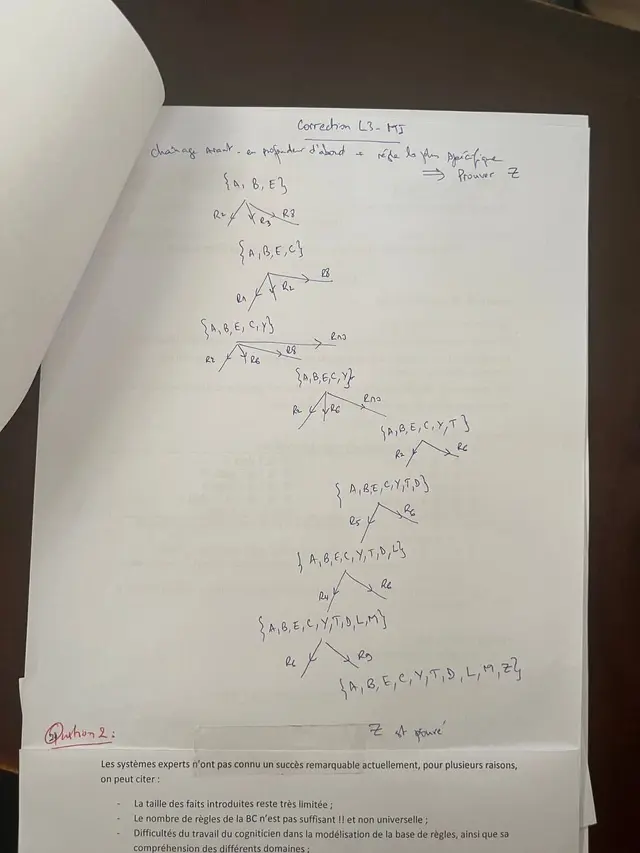 Correction L3-MI
chainage avant - en profondeur d'abord + règle la plus spécifique
⇒ Prouver Z
{A, B, E}
R2 R3 R8
{A, B, E, C}
R1 R2 R8
{A, B, E, C, Y}
R2 R6 R8 R10
{A, B, E, C, Y}
R2 R6 R10
{A, B, E, C, Y, T}
R2 R6
{A, B, E, C, Y, T, D}
R5 R6
{A, B, E, C, Y, T, D, L}
R4 R6
{A, B, E, C, Y, T, D, L, M}
R6 R9
{A, B, E, C, Y, T, D, L, M, Z}
Z est prouvé
Question 2 :
Les systèmes experts n'ont pas connu un succès remarquable actuellement, pour plusieurs raisons,
on peut citer :
- La taille des faits introduites reste très limitée ;
- Le nombre de règles de la BC n'est pas suffisant !! et non universelle ;
- Difficultés du travail du cogniticien dans la modélisation de la base de règles, ainsi que sa
compréhension des différents domaines ;